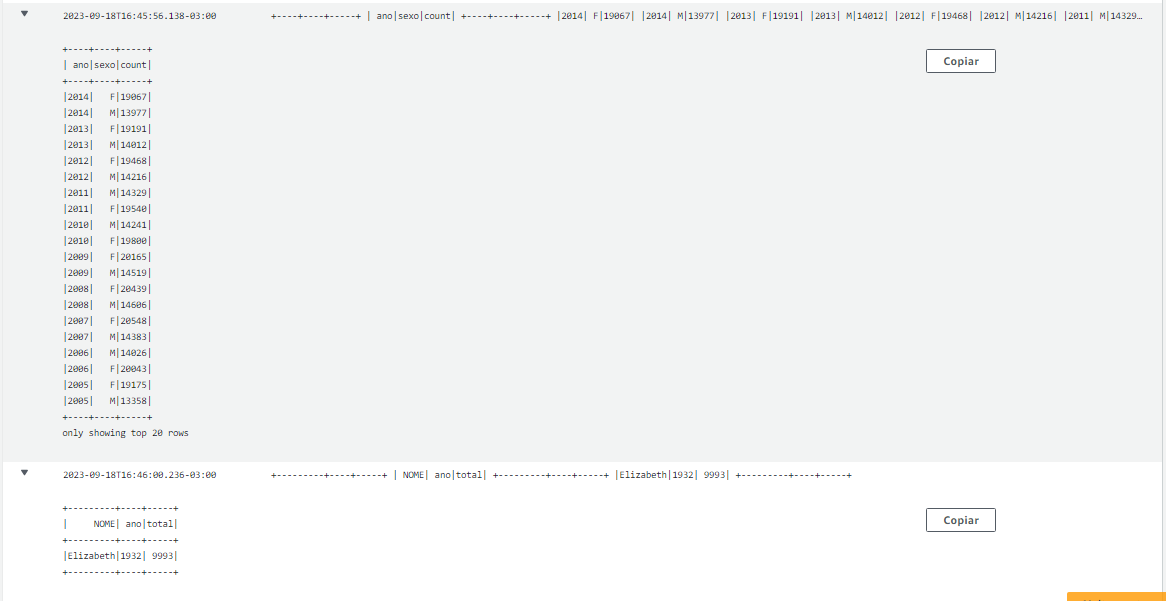 2023-09-18T16:45:56.138-03:00 +----+----+-----+ | ano|sexo|count| +----+----+-----+ |2014| F|19067| |2014| M|13977| |2013| F|19191| |2013| M|14012| |2012| F|19468| |2012| M|14216| |2011| M|14329…
+----+----+-----+
| ano|sexo|count|
+----+----+-----+
|2014|   F|19067|
|2014|   M|13977|
|2013|   F|19191|
|2013|   M|14012|
|2012|   F|19468|
|2012|   M|14216|
|2011|   M|14329|
|2011|   F|19540|
|2010|   M|14241|
|2010|   F|19800|
|2009|   F|20165|
|2009|   M|14519|
|2008|   F|20439|
|2008|   M|14606|
|2007|   F|20548|
|2007|   M|14383|
|2006|   M|14026|
|2006|   F|20043|
|2005|   F|19175|
|2005|   M|13358|
+----+----+-----+
only showing top 20 rows
Copiar
2023-09-18T16:46:00.236-03:00 +---------+----+-----+ | NOME| ano|total| +---------+----+-----+ |Elizabeth|1932| 9993| +---------+----+-----+
+---------+----+-----+
|     NOME| ano|total|
+---------+----+-----+
|Elizabeth|1932| 9993|
+---------+----+-----+
Copiar